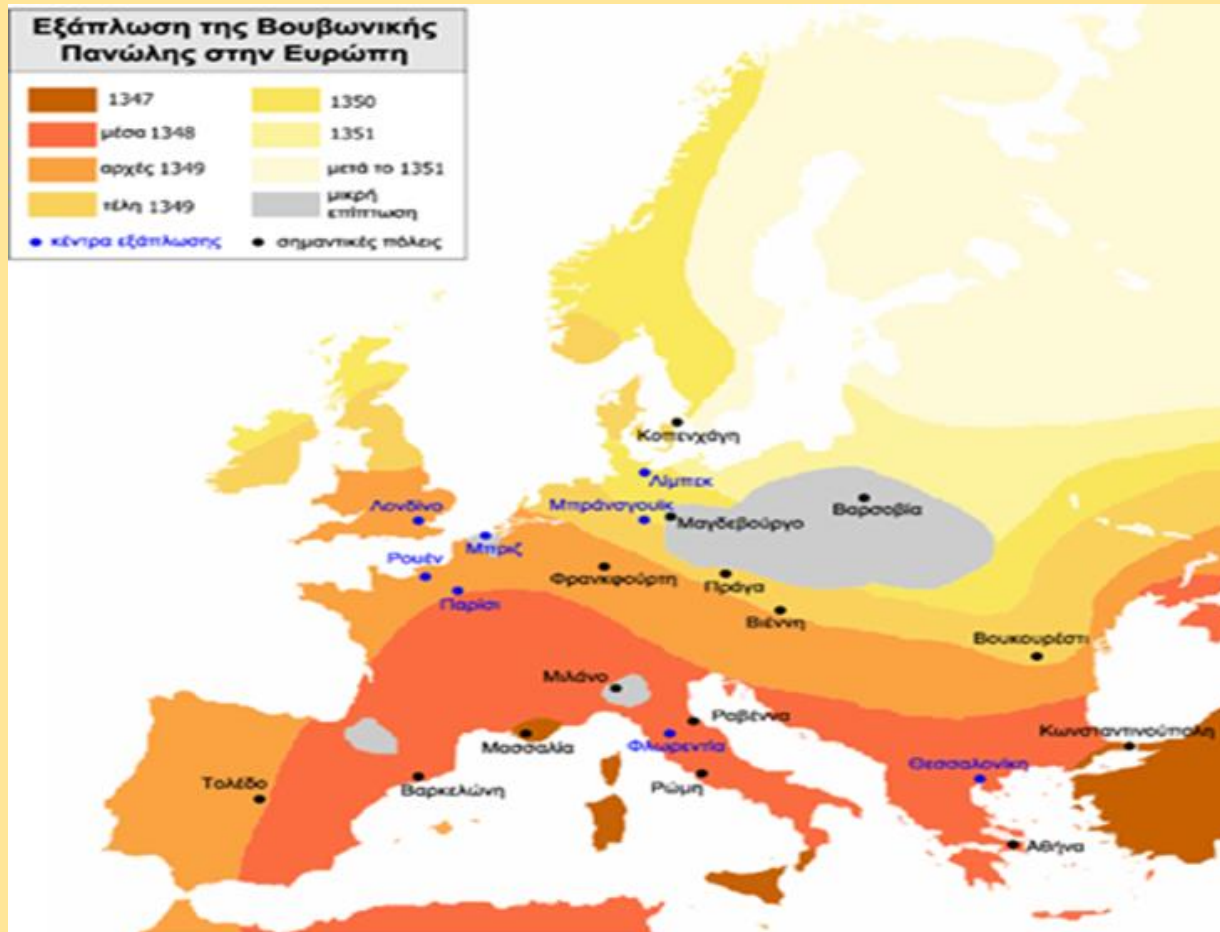 Εξάπλωση της Βουβωνικής
Πανώλης στην Ευρώπη
1347
μέσα 1348
αρχές 1349
τέλη 1349
κέντρα εξάπλωσης
1350
1351
μετά το 1351
μικρή
επίπτωση
σημαντικές πόλεις
Κοπενχάγη
Λίμπεκ
Λονδίνο
Μπράνσγουικ
Μαγδεβούργο
Βαρσοβία
Μπριζ
Ρουέν
Φρανκφούρτη
Πράγα
Παρίσι
Βιέννη
Βουκουρέστι
Μιλάνο
Ραβέννα
Κωνσταντινούπολη
Μασσαλία
Φλωρεντία
Θεσσαλονίκη
Τολέδο
Βαρκελώνη
Ρώμη
Αθήνα